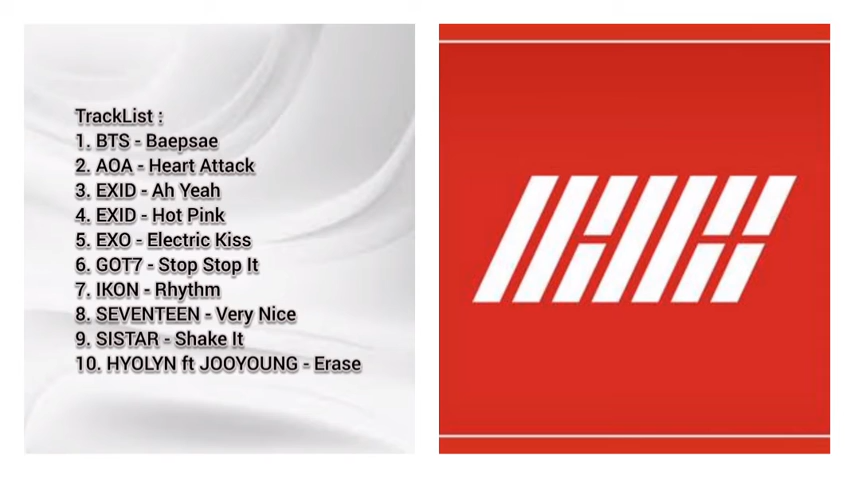 TrackList :
1. BTS - Baepsae
2. AOA - Heart Attack
3. EXID - Ah Yeah
4. EXID - Hot Pink
5. EXO - Electric Kiss
6. GOT7 - Stop Stop It
7. IKON - Rhythm
8. SEVENTEEN - Very Nice
9. SISTAR - Shake It
10. HYOLYN ft JOOYOUNG - Erase